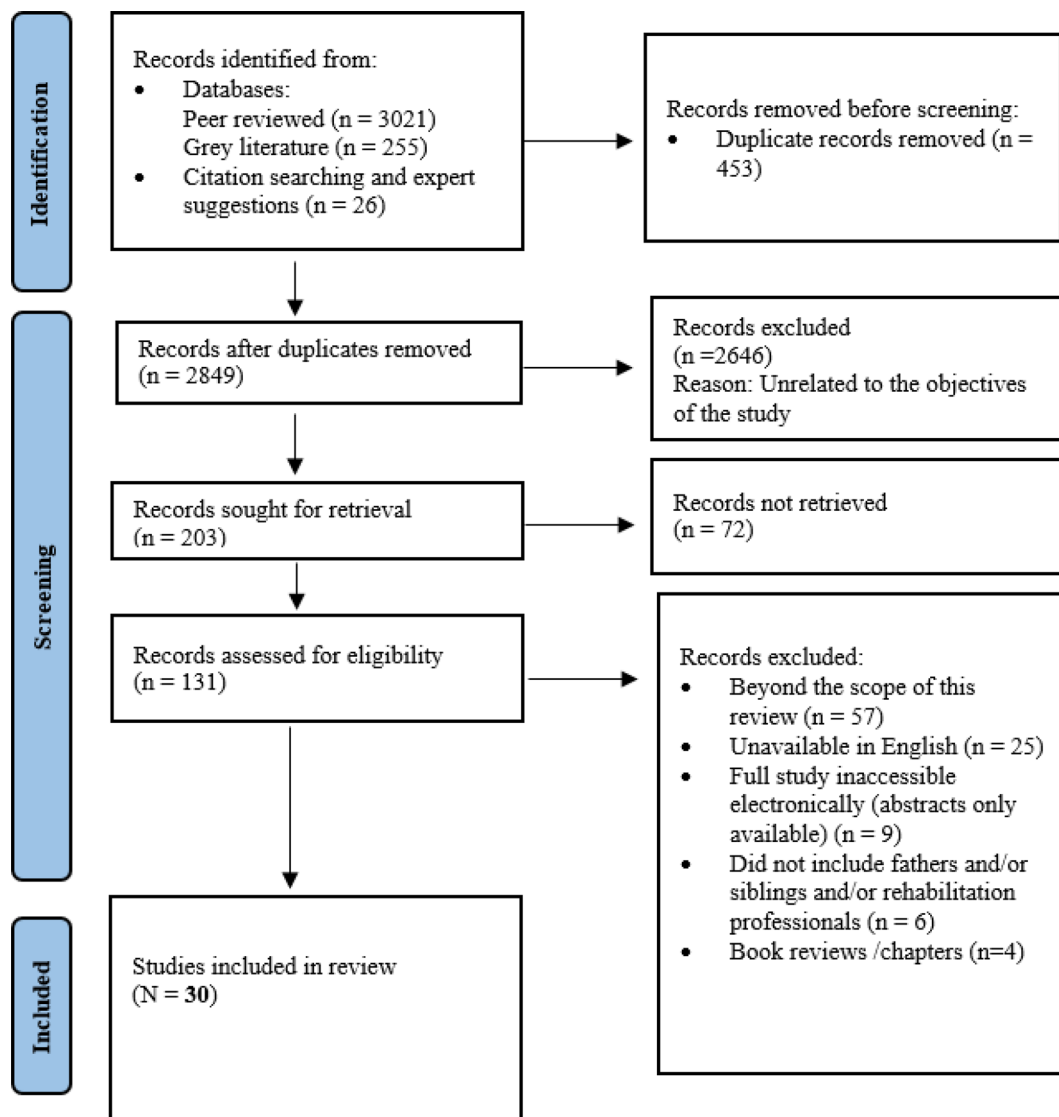 Identification
Records identified from:
• Databases:
Peer reviewed (n = 3021)
Grey literature (n = 255)
• Citation searching and expert
suggestions (n = 26)
Records removed before screening:
• Duplicate records removed (n =
453)
Screening
Records after duplicates removed
(n = 2849)
Records excluded
(n =2646)
Reason: Unrelated to the objectives
of the study
Records sought for retrieval
(n = 203)
Records not retrieved
(n = 72)
Records assessed for eligibility
(n = 131)
Records excluded:
• Beyond the scope of this
review (n = 57)
• Unavailable in English (n = 25)
• Full study inaccessible
electronically (abstracts only
available) (n = 9)
• Did not include fathers and/or
siblings and/or rehabilitation
professionals (n = 6)
• Book reviews /chapters (n=4)
Included
Studies included in review
(N = 30)